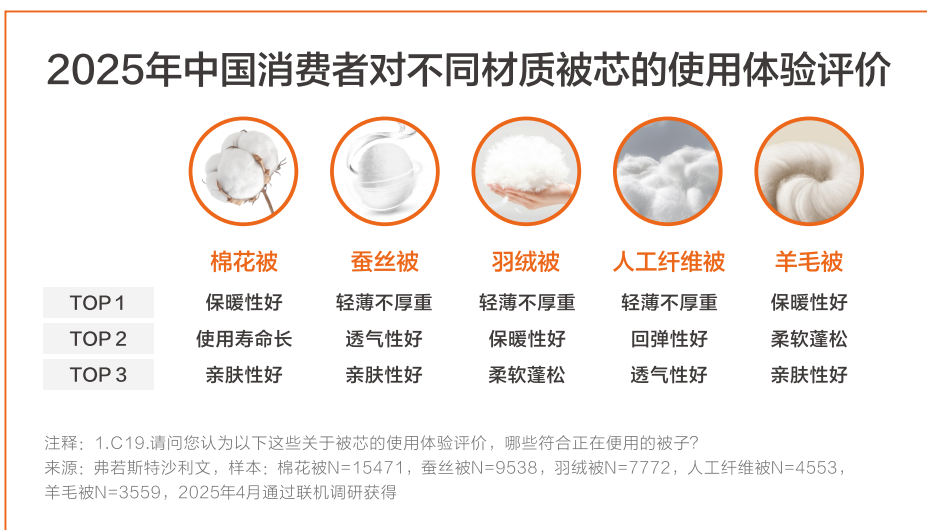 2025年中国消费者对不同材质被芯的使用体验评价
棉花被 蚕丝被 羽绒被 人工纤维被 羊毛被
TOP 1 保暖性好 轻薄不厚重 轻薄不厚重 轻薄不厚重 保暖性好
TOP 2 使用寿命长 透气性好 保暖性好 回弹性好 柔软蓬松
TOP 3 亲肤性好 亲肤性好 柔软蓬松 透气性好 亲肤性好
注释：1.C19.请问您认为以下这些关于被芯的使用体验评价，哪些符合正在使用的被子？
来源：弗若斯特沙利文，样本：棉花被N=15471，蚕丝被N=9538，羽绒被N=7772，人工纤维被N=4553，
羊毛被N=3559，2025年4月通过联机调研获得